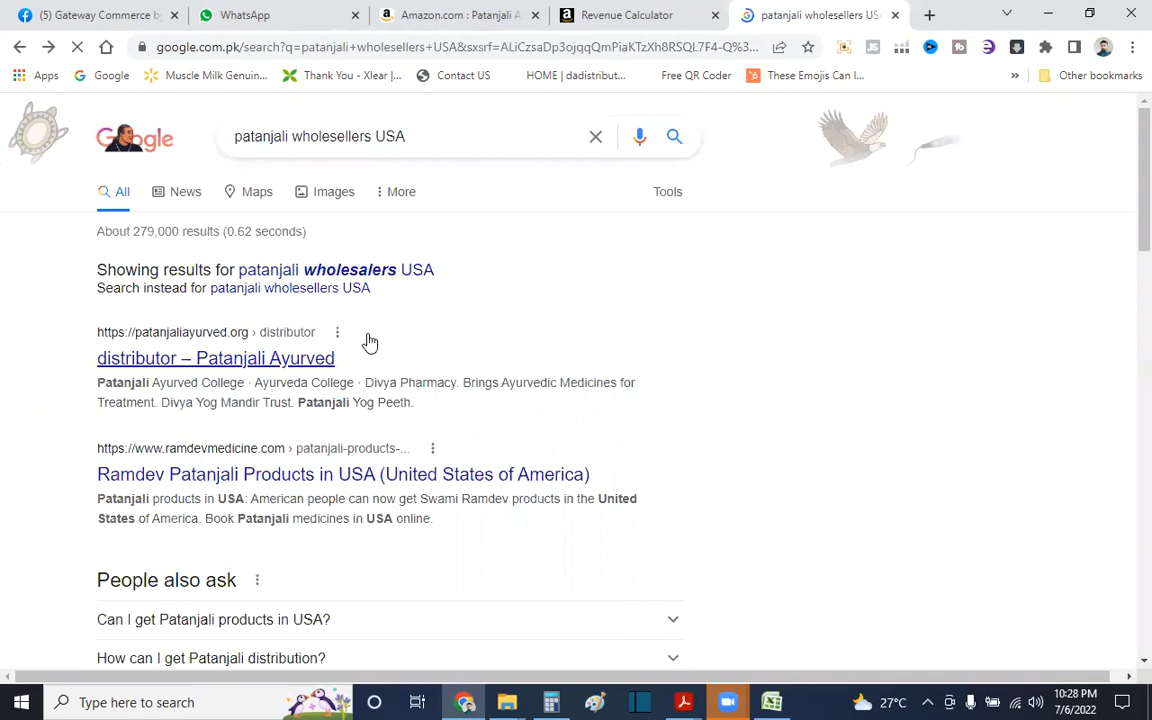 (5) Gateway Commerce by
WhatsApp
Amazon.com : Patanjali A
Revenue Calculator
patanjali wholesellers US
google.com.pk/search?q=patanjali+wholesellers+USA&sxsrf=ALiCzsaDp3ojqqQmPiaKTzXh8RSQL7F4-Q%3...
Apps
Google
Muscle Milk Genuin...
Thank You - Xlear |...
Contact US
HOME | dadistribut...
Free QR Creator
These Emojis Can I...
Other bookmarks
patanjali wholesellers USA
All
News
Maps
Images
More
Tools
About 279,000 results (0.62 seconds)
Showing results for patanjali wholesalers USA
Search instead for patanjali wholesellers USA
https://patanjaliayurved.org › distributor
distributor – Patanjali Ayurved
Patanjali Ayurved College · Ayurveda College · Divya Pharmacy. Brings Ayurvedic Medicines for
Treatment. Divya Yog Mandir Trust. Patanjali Yog Peeth.
https://www.ramdevmedicine.com › patanjali-products-...
Ramdev Patanjali Products in USA (United States of America)
Patanjali products in USA: American people can now get Swami Ramdev products in the United
States of America. Book Patanjali medicines in USA online.
People also ask
Can I get Patanjali products in USA?
How can I get Patanjali distribution?
Type here to search
27°C
10:28 PM
7/6/2022